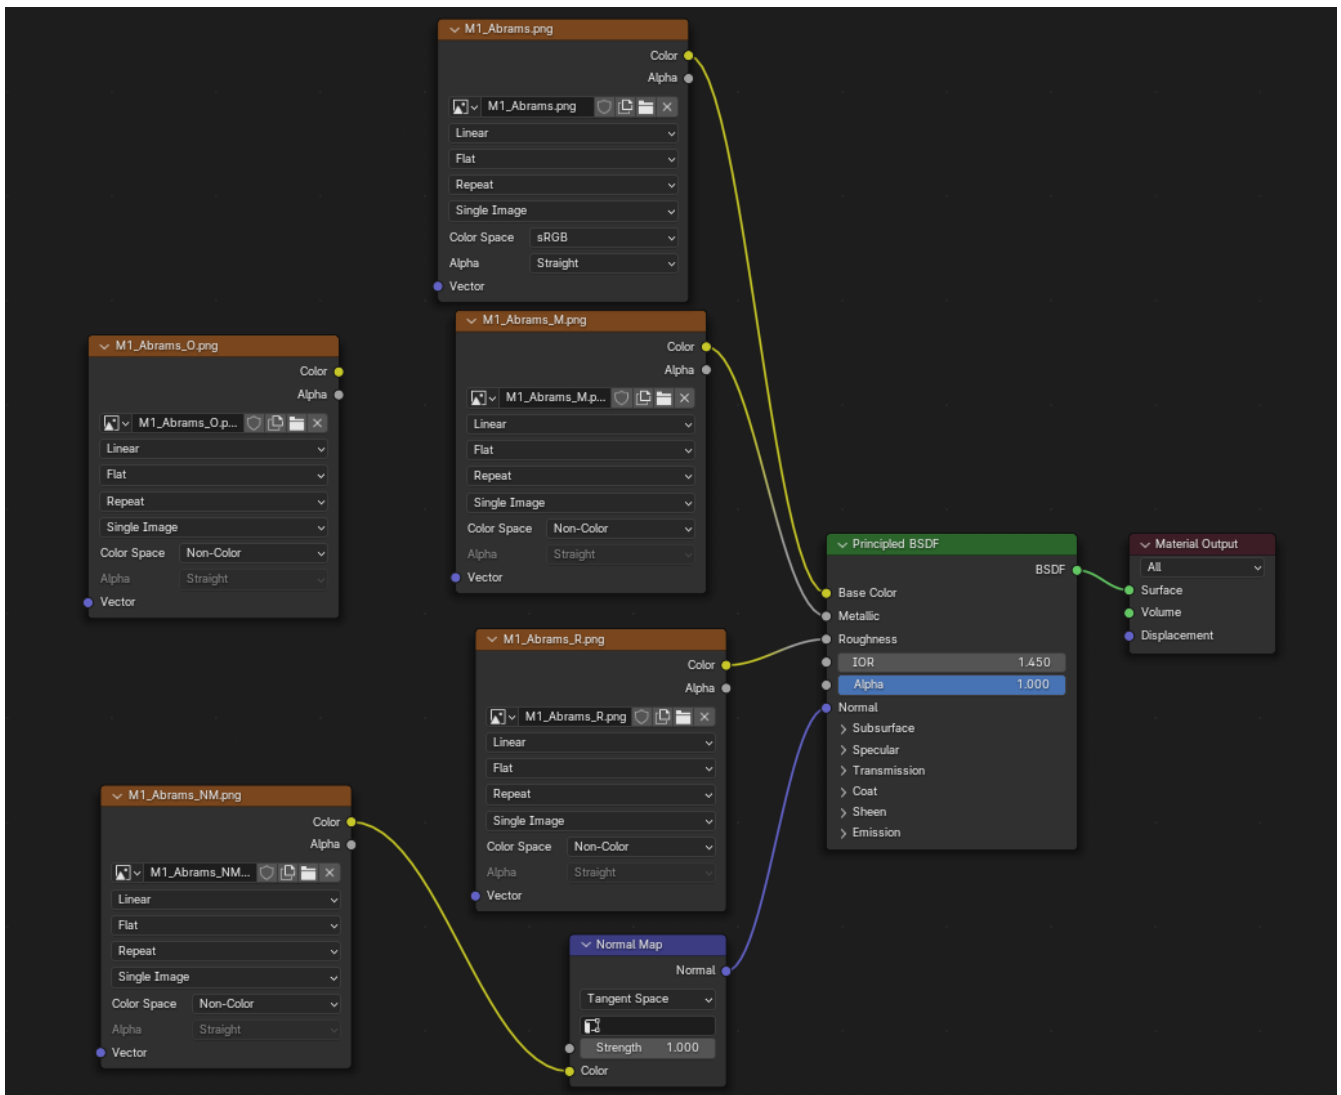 M1_Abrams.png
Color
Alpha
M1_Abrams.png
Linear
Flat
Repeat
Single Image
Color Space sRGB
Alpha Straight
Vector
M1_Abrams_M.png
Color
Alpha
M1_Abrams_M.p...
Linear
Flat
Repeat
Single Image
Color Space Non-Color
Alpha Straight
Vector
M1_Abrams_O.png
Color
Alpha
M1_Abrams_O.p...
Linear
Flat
Repeat
Single Image
Color Space Non-Color
Alpha Straight
Vector
M1_Abrams_R.png
Color
Alpha
M1_Abrams_R.png
Linear
Flat
Repeat
Single Image
Color Space Non-Color
Alpha Straight
Vector
M1_Abrams_NM.png
Color
Alpha
M1_Abrams_NM...
Linear
Flat
Repeat
Single Image
Color Space Non-Color
Alpha Straight
Vector
Normal Map
Normal
Tangent Space
Strength 1.000
Color
Principled BSDF
BSDF
Base Color
Metallic
Roughness
IOR 1.450
Alpha 1.000
Normal
Subsurface
Specular
Transmission
Coat
Sheen
Emission
Material Output
All
Surface
Volume
Displacement